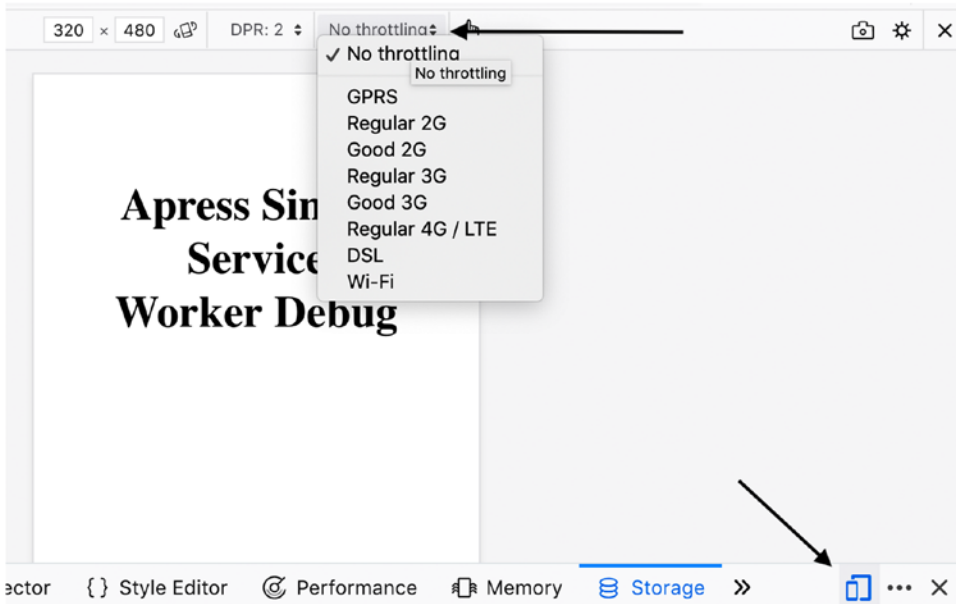 320 × 480 DPR: 2 No throttling
✓ No throttling
No throttling
GPRS
Regular 2G
Good 2G
Regular 3G
Good 3G
Regular 4G / LTE
DSL
Wi-Fi
Apress Sim
Service
Worker Debug
ector { } Style Editor Performance Memory Storage »